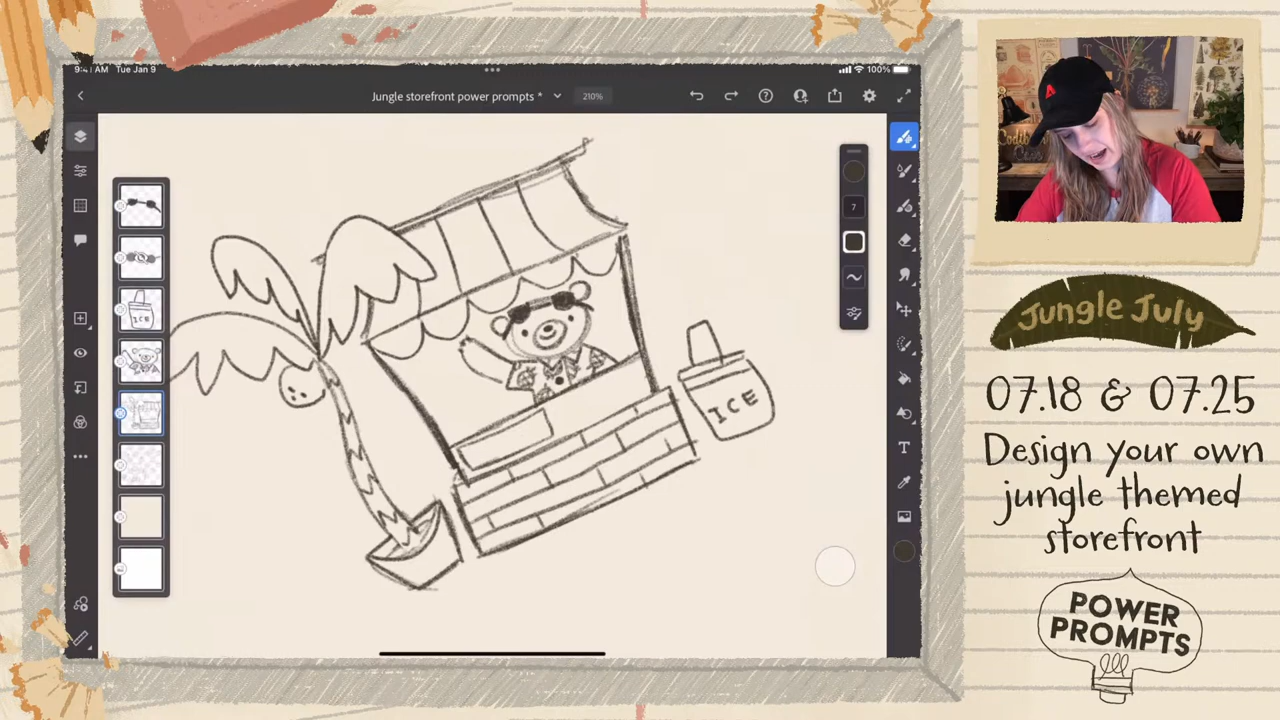 9:41 AM Tue Jan 9
100%
Jungle storefront power prompts *
210%
7
ICE
ICE
T
A
Jungle July
07.18 & 07.25
Design your own
jungle themed
storefront
POWER
PROMPTS